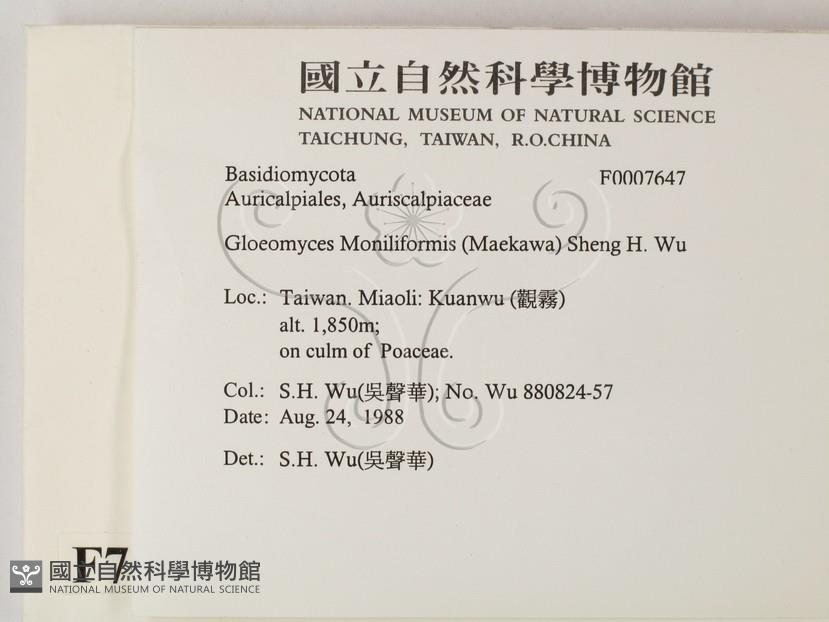 國立自然科學博物館
NATIONAL MUSEUM OF NATURAL SCIENCE
TAICHUNG, TAIWAN, R.O.CHINA
Basidiomycota F0007647
Auricalpiales, Auriscalpiaceae
Gloeomyces Moniliformis (Maekawa) Sheng H. Wu
Loc.: Taiwan. Miaoli: Kuanwu (觀霧)
alt. 1,850m;
on culm of Poaceae.
Col.: S.H. Wu(吳聲華); No. Wu 880824-57
Date: Aug. 24, 1988
Det.: S.H. Wu(吳聲華)
F7
國立自然科學博物館
NATIONAL MUSEUM OF NATURAL SCIENCE